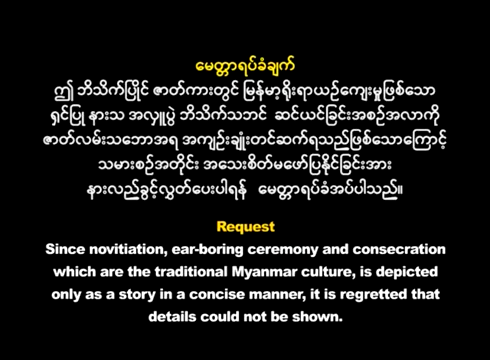 မေတ္တာရပ်ခံချက်
ဤ ဘိသိက်ပြိုင် ဇာတ်ကားတွင် မြန်မာ့ရိုးရာယဉ်ကျေးမှုဖြစ်သော
ရှင်ပြု နားသ အလှူပွဲ ဘိသိက်သဘင် ဆင်ယင်ခြင်းအစဉ်အလာကို
ဇာတ်လမ်းသဘောအရ အကျဉ်းချုံးတင်ဆက်ရသည်ဖြစ်သောကြောင့်
သမားစဉ်အတိုင်း အသေးစိတ်မဖော်ပြနိုင်ခြင်းအား
နားလည်ခွင့်လွှတ်ပေးပါရန် မေတ္တာရပ်ခံအပ်ပါသည်။
Request
Since novitiation, ear-boring ceremony and consecration
which are the traditional Myanmar culture, is depicted
only as a story in a concise manner, it is regretted that
details could not be shown.